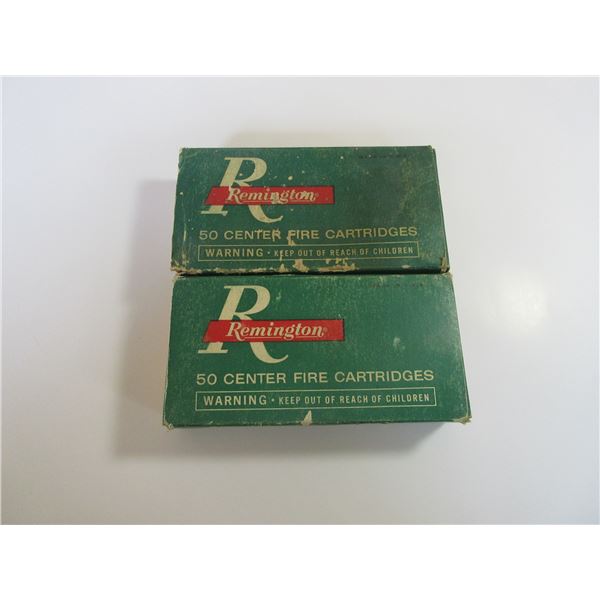 R
Remington®
50 CENTER FIRE CARTRIDGES
WARNING • KEEP OUT OF REACH OF CHILDREN
R
Remington®
50 CENTER FIRE CARTRIDGES
WARNING • KEEP OUT OF REACH OF CHILDREN